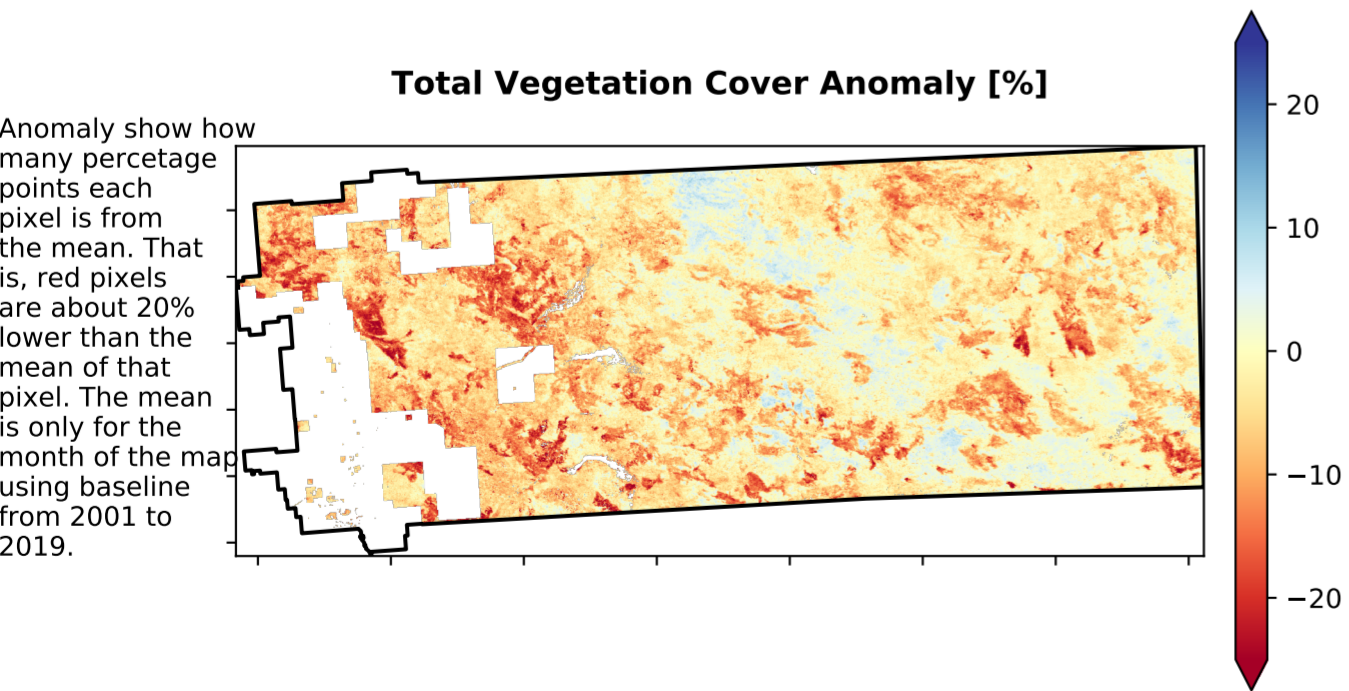 Total Vegetation Cover Anomaly [%]
Anomaly show how
many percetage
points each
pixel is from
the mean. That
is, red pixels
are about 20%
lower than the
mean of that
pixel. The mean
is only for the
month of the map
using baseline
from 2001 to
2019.
20
10
0
−10
−20